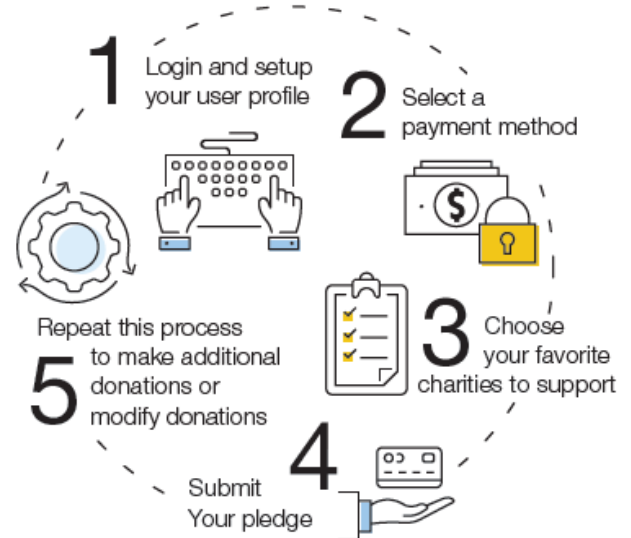 1 Login and setup
your user profile
2 Select a
payment method
$
3 Choose
your favorite
charities to support
4
Submit
Your pledge
Repeat this process
5 to make additional
donations or
modify donations